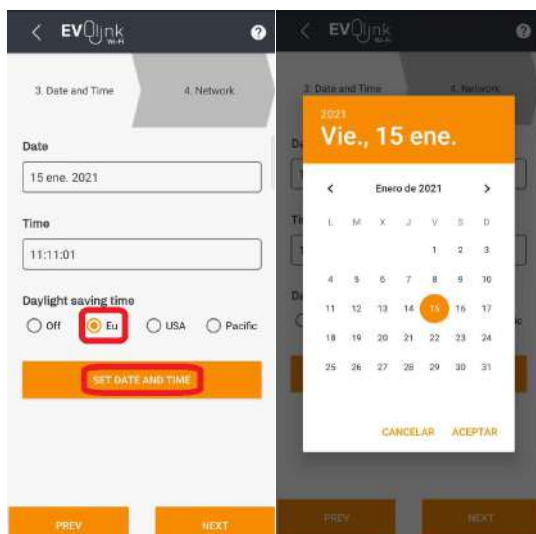 EVOlink
Wi-Fi
?
3. Date and Time
4. Network
Date
15 ene. 2021
Time
11:11:01
Daylight saving time
Off Eu USA Pacific
SET DATE AND TIME
PREV NEXT
EVOlink
?
3. Date and Time
4. Network
2021
Vie., 15 ene.
Enero de 2021
L M X J V S D
1 2 3
4 5 6 7 8 9 10
11 12 13 14 15 16 17
18 19 20 21 22 23 24
25 26 27 28 29 30 31
CANCELAR ACEPTAR
PREV NEXT